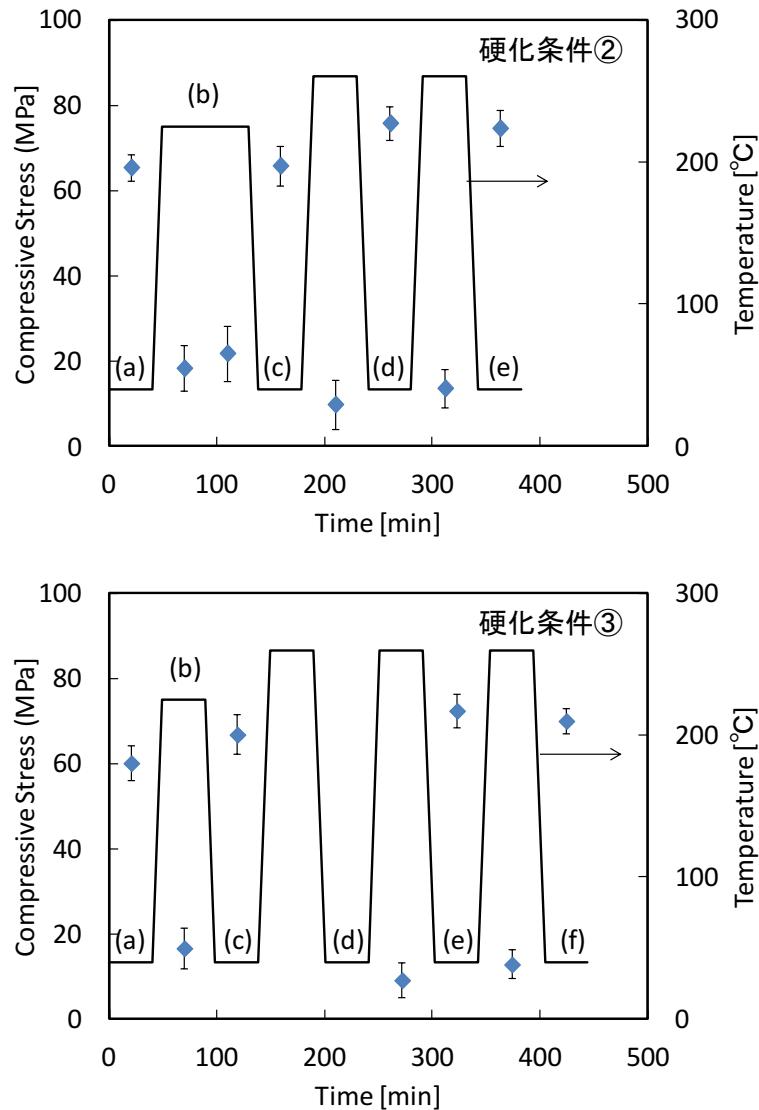 硬化条件②
100
80
60
40
20
0
Compressive Stress (MPa)
300
200
100
0
Temperature [℃]
(b)
(a)
(c)
(d)
(e)
0 100 200 300 400 500
Time [min]
硬化条件③
100
80
60
40
20
0
Compressive Stress (MPa)
300
200
100
0
Temperature [℃]
(b)
(a)
(c)
(d)
(e)
(f)
0 100 200 300 400 500
Time [min]